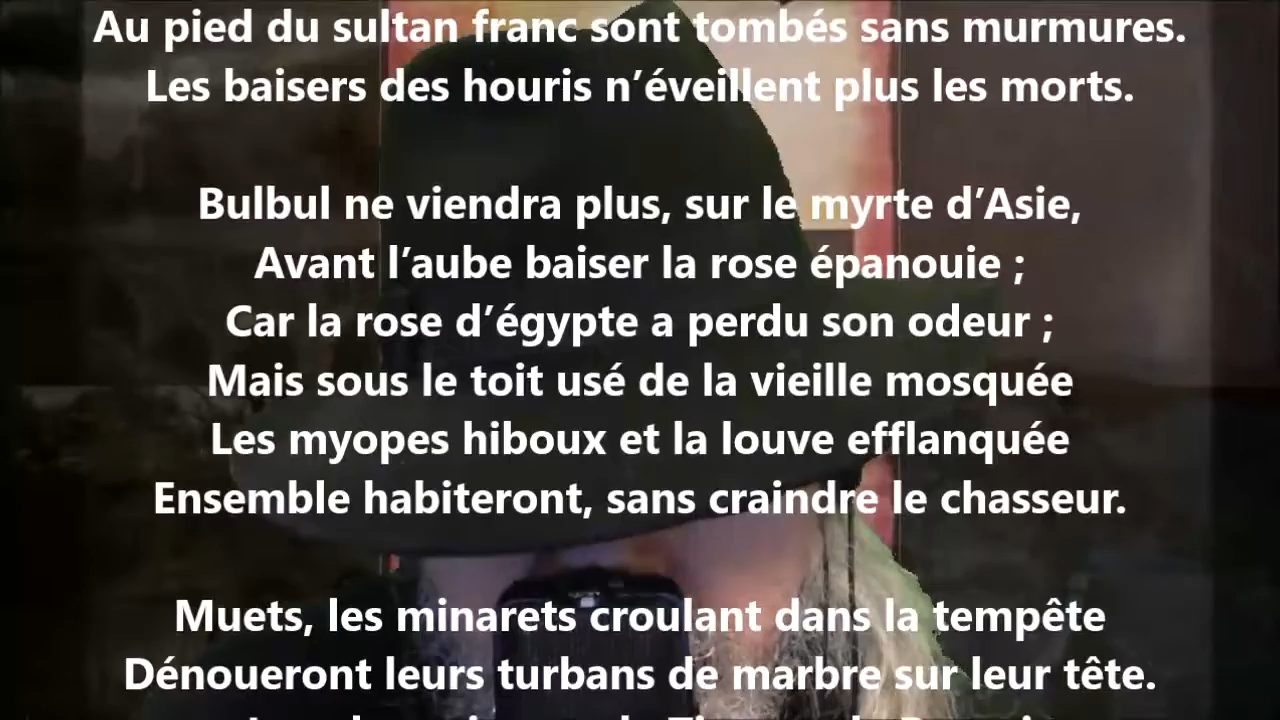 Au pied du sultan franc sont tombés sans murmures.
Les baisers des houris n’éveillent plus les morts.
Bulbul ne viendra plus, sur le myrte d’Asie,
Avant l’aube baiser la rose épanouie ;
Car la rose d’égypte a perdu son odeur ;
Mais sous le toit usé de la vieille mosquée
Les myopes hiboux et la louve efflanquée
Ensemble habiteront, sans craindre le chasseur.
Muets, les minarets croulant dans la tempête
Dénoueront leurs turbans de marbre sur leur tête.